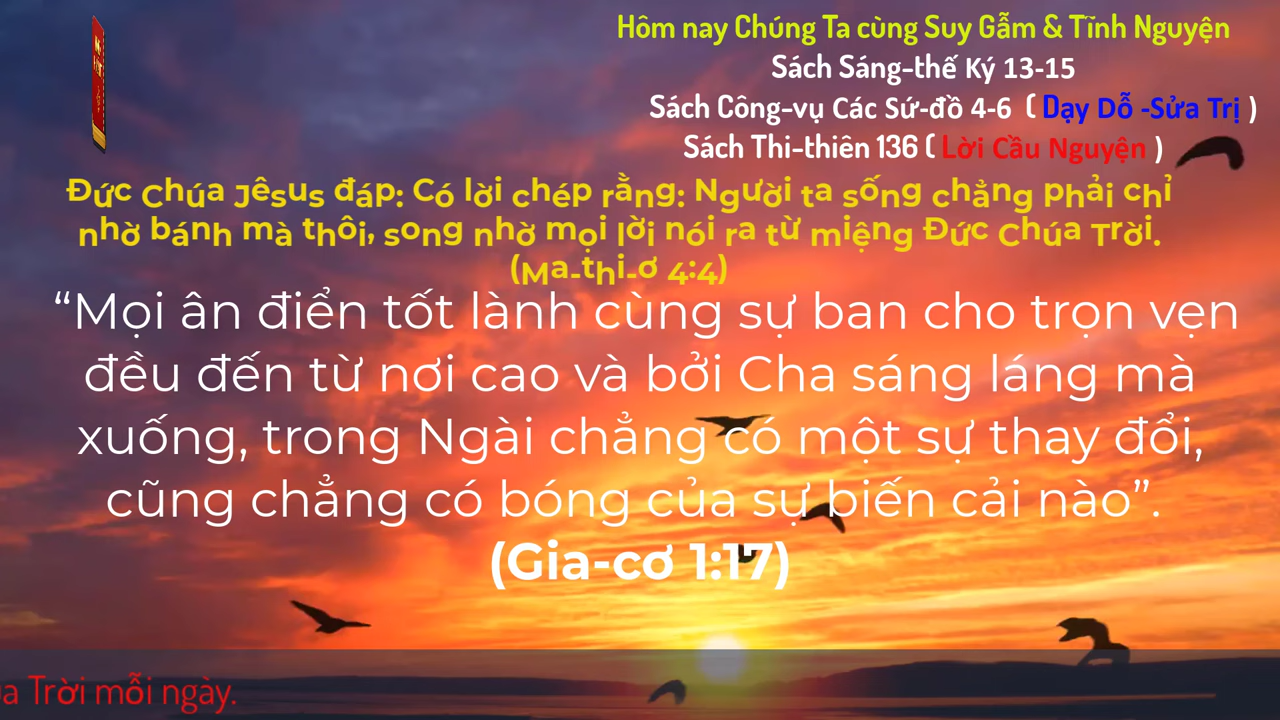 Hôm nay Chúng Ta cùng Suy Gẫm & Tĩnh Nguyện
Sách Sáng-thế Ký 13-15
Sách Công-vụ Các Sứ-đồ 4-6 ( Dạy Dỗ -Sửa Trị )
Sách Thi-thiên 136 ( Lời Cầu Nguyện )
Đức Chúa Jêsus đáp: Có lời chép rằng: Người ta sống chẳng phải chỉ
nhờ bánh mà thôi, song nhờ mọi lời nói ra từ miệng Đức Chúa Trời.
(Ma-thi-ơ 4:4)
“Mọi ân điển tốt lành cùng sự ban cho trọn vẹn
đều đến từ nơi cao và bởi Cha sáng láng mà
xuống, trong Ngài chẳng có một sự thay đổi,
cũng chẳng có bóng của sự biến cải nào”.
(Gia-cơ 1:17)
Trời mỗi ngày.